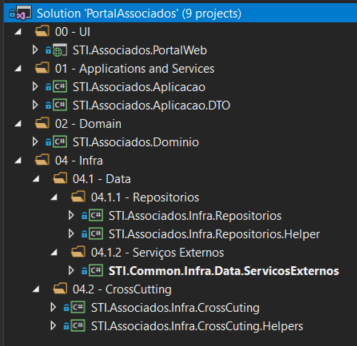 Solution 'PortalAssociados' (9 projects)
00 - UI
STI.Associados.PortalWeb
01 - Applications and Services
STI.Associados.Aplicacao
STI.Associados.Aplicacao.DTO
02 - Domain
STI.Associados.Dominio
04 - Infra
04.1 - Data
04.1.1 - Repositorios
STI.Associados.Infra.Repositorios
STI.Associados.Infra.Repositorios.Helper
04.1.2 - Serviços Externos
STI.Common.Infra.Data.ServicosExternos
04.2 - CrossCutting
STI.Associados.Infra.CrossCuting
STI.Associados.Infra.CrossCuting.Helpers